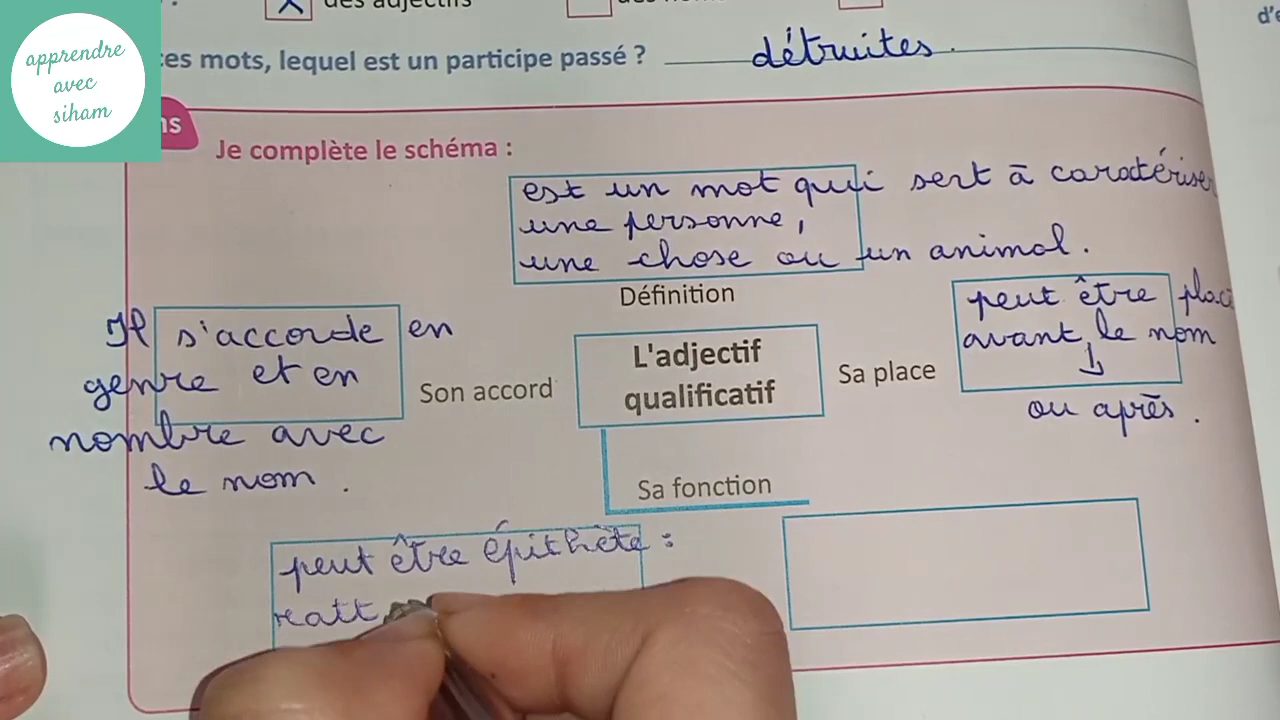 des adjectifs
apprendre
avec
siham
ces mots, lequel est un participe passé ? détruites.
Je complète le schéma :
est un mot qui sert à caractériser
une personne,
une chose ou un animal.
Définition
Il s'accorde en
genre et en
nombre avec
le nom.
Son accord
L'adjectif
qualificatif
Sa place
peut être plac
avant le nom
ou après.
Sa fonction
peut être épithète :
ratt